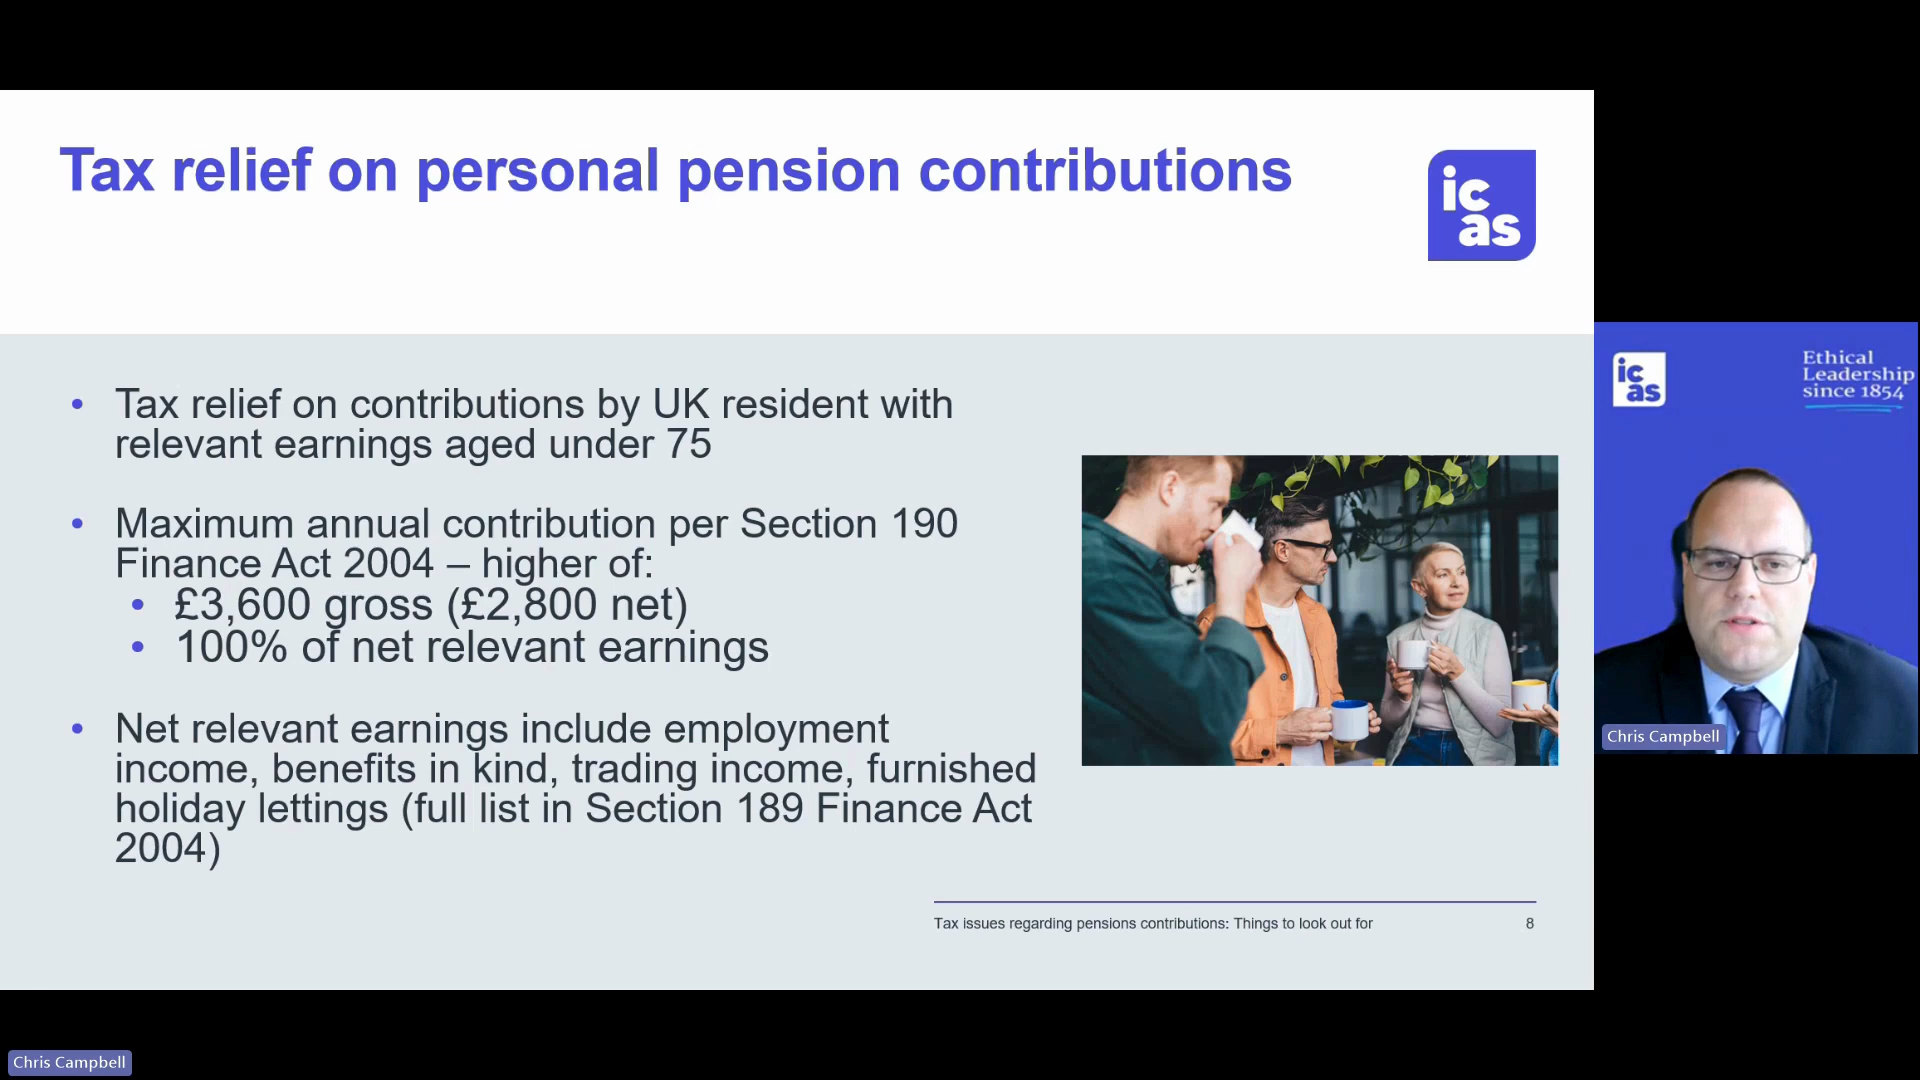 Tax relief on personal pension contributions
ic
as
• Tax relief on contributions by UK resident with
relevant earnings aged under 75
• Maximum annual contribution per Section 190
Finance Act 2004 – higher of:
• £3,600 gross (£2,800 net)
• 100% of net relevant earnings
• Net relevant earnings include employment
income, benefits in kind, trading income, furnished
holiday lettings (full list in Section 189 Finance Act
2004)
Tax issues regarding pensions contributions: Things to look out for 8
ic
as
Ethical
Leadership
since 1854
Chris Campbell
Chris Campbell